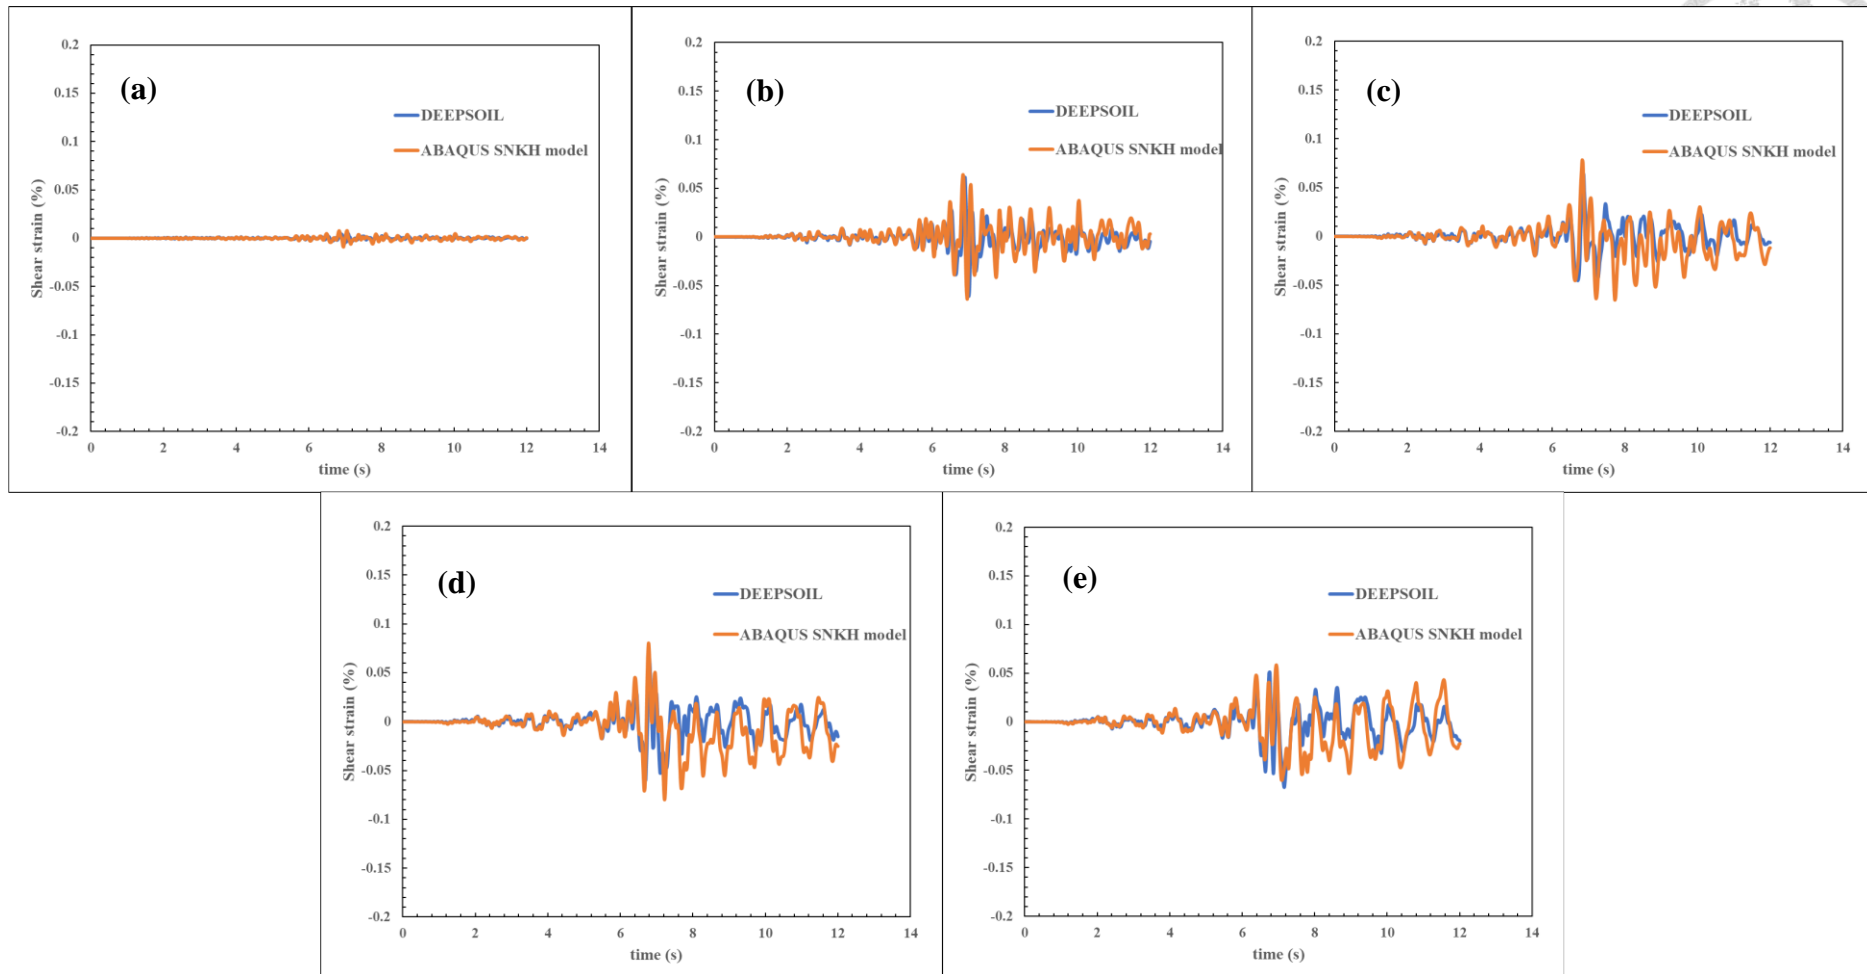 (a)
DEEPSOIL
ABAQUS SNKH model
Shear strain (%)
0.2
0.15
0.1
0.05
0
-0.05
-0.1
-0.15
-0.2
0 2 4 6 8 10 12 14
time (s)
(b)
DEEPSOIL
ABAQUS SNKH model
Shear strain (%)
0.2
0.15
0.1
0.05
0
-0.05
-0.1
-0.15
-0.2
0 2 4 6 8 10 12 14
time (s)
(c)
DEEPSOIL
ABAQUS SNKH model
Shear strain (%)
0.2
0.15
0.1
0.05
0
-0.05
-0.1
-0.15
-0.2
0 2 4 6 8 10 12 14
time (s)
(d)
DEEPSOIL
ABAQUS SNKH model
Shear strain (%)
0.2
0.15
0.1
0.05
0
-0.05
-0.1
-0.15
-0.2
0 2 4 6 8 10 12 14
time (s)
(e)
DEEPSOIL
ABAQUS SNKH model
Shear strain (%)
0.2
0.15
0.1
0.05
0
-0.05
-0.1
-0.15
-0.2
0 2 4 6 8 10 12 14
time (s)